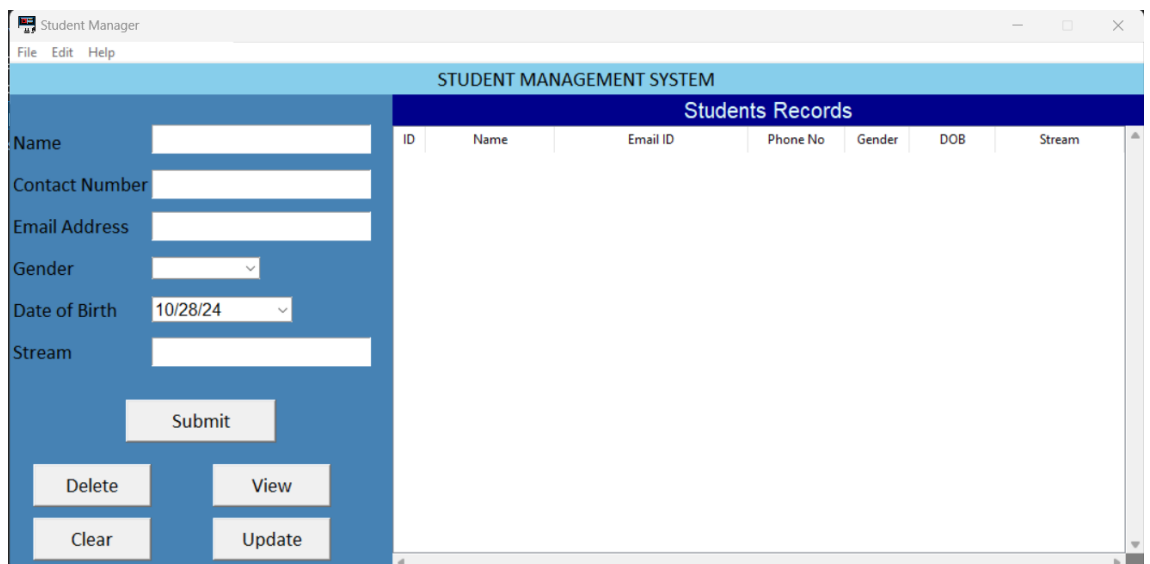 Student Manager
File Edit Help
STUDENT MANAGEMENT SYSTEM
Name
Contact Number
Email Address
Gender
Date of Birth 10/28/24
Stream
Submit
Delete View
Clear Update
Students Records
ID Name Email ID Phone No Gender DOB Stream